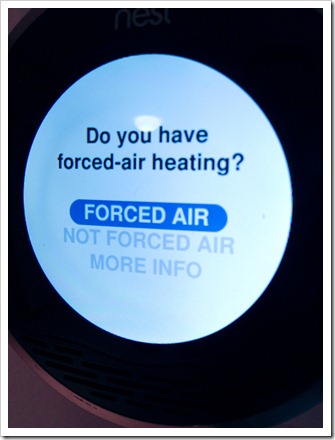 nest
Do you have
forced-air heating?
FORCED AIR
NOT FORCED AIR
MORE INFO